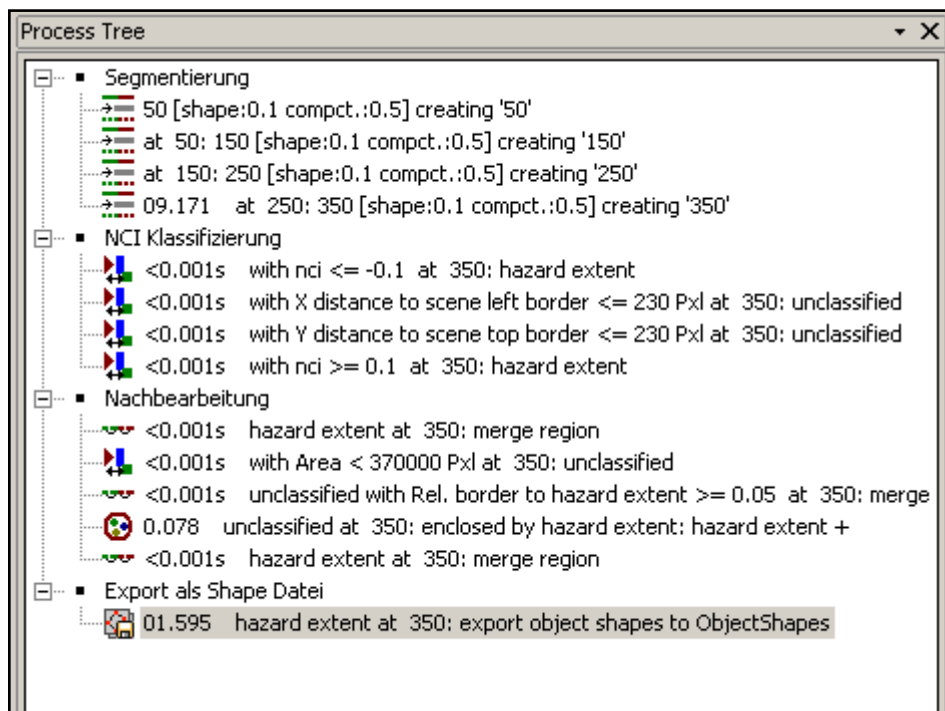 Process Tree
Segmentierung
50 [shape:0.1 compct.:0.5] creating '50'
at 50: 150 [shape:0.1 compct.:0.5] creating '150'
at 150: 250 [shape:0.1 compct.:0.5] creating '250'
09.171 at 250: 350 [shape:0.1 compct.:0.5] creating '350'
NCI Klassifizierung
<0.001s with nci <= -0.1 at 350: hazard extent
<0.001s with X distance to scene left border <= 230 Pxl at 350: unclassified
<0.001s with Y distance to scene top border <= 230 Pxl at 350: unclassified
<0.001s with nci >= 0.1 at 350: hazard extent
Nachbearbeitung
<0.001s hazard extent at 350: merge region
<0.001s with Area < 370000 Pxl at 350: unclassified
<0.001s unclassified with Rel. border to hazard extent >= 0.05 at 350: merge
0.078 unclassified at 350: enclosed by hazard extent: hazard extent +
<0.001s hazard extent at 350: merge region
Export als Shape Datei
01.595 hazard extent at 350: export object shapes to ObjectShapes